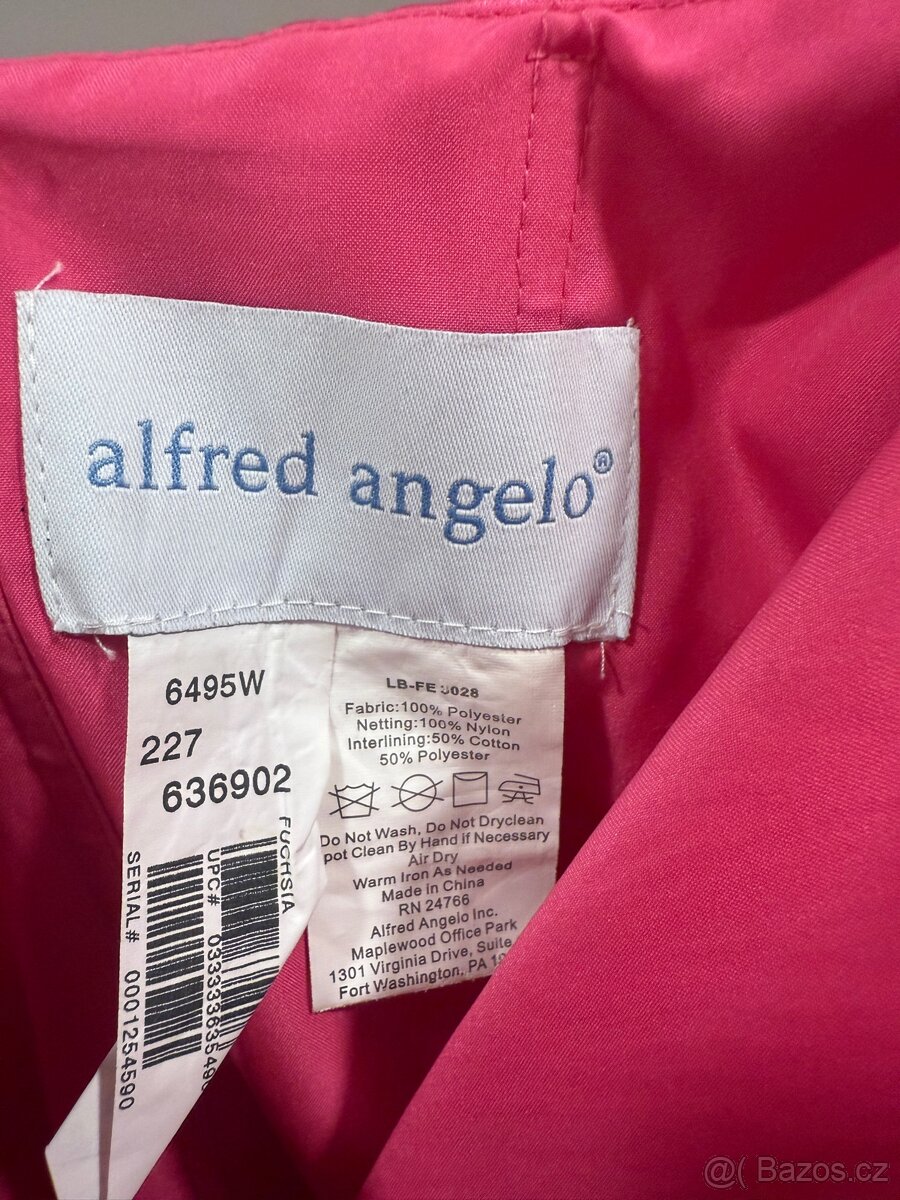 alfred angelo®
6495W
227
636902
FUCHSIA
UPC#
SERIAL # 0001254590
LB-FE
Fabric:100% Polyester
Netting:100% Nylon
Interlining:50% Cotton
50% Polyester
Do Not Wash, Do Not Dryclean
pot Clean By Hand if Necessary
Air Dry
Warm Iron As Needed
Made in China
RN 24766
Alfred Angelo Inc.
Maplewood Office Park
1301 Virginia Drive, Suite
Fort Washington, PA
@( Bazos.cz